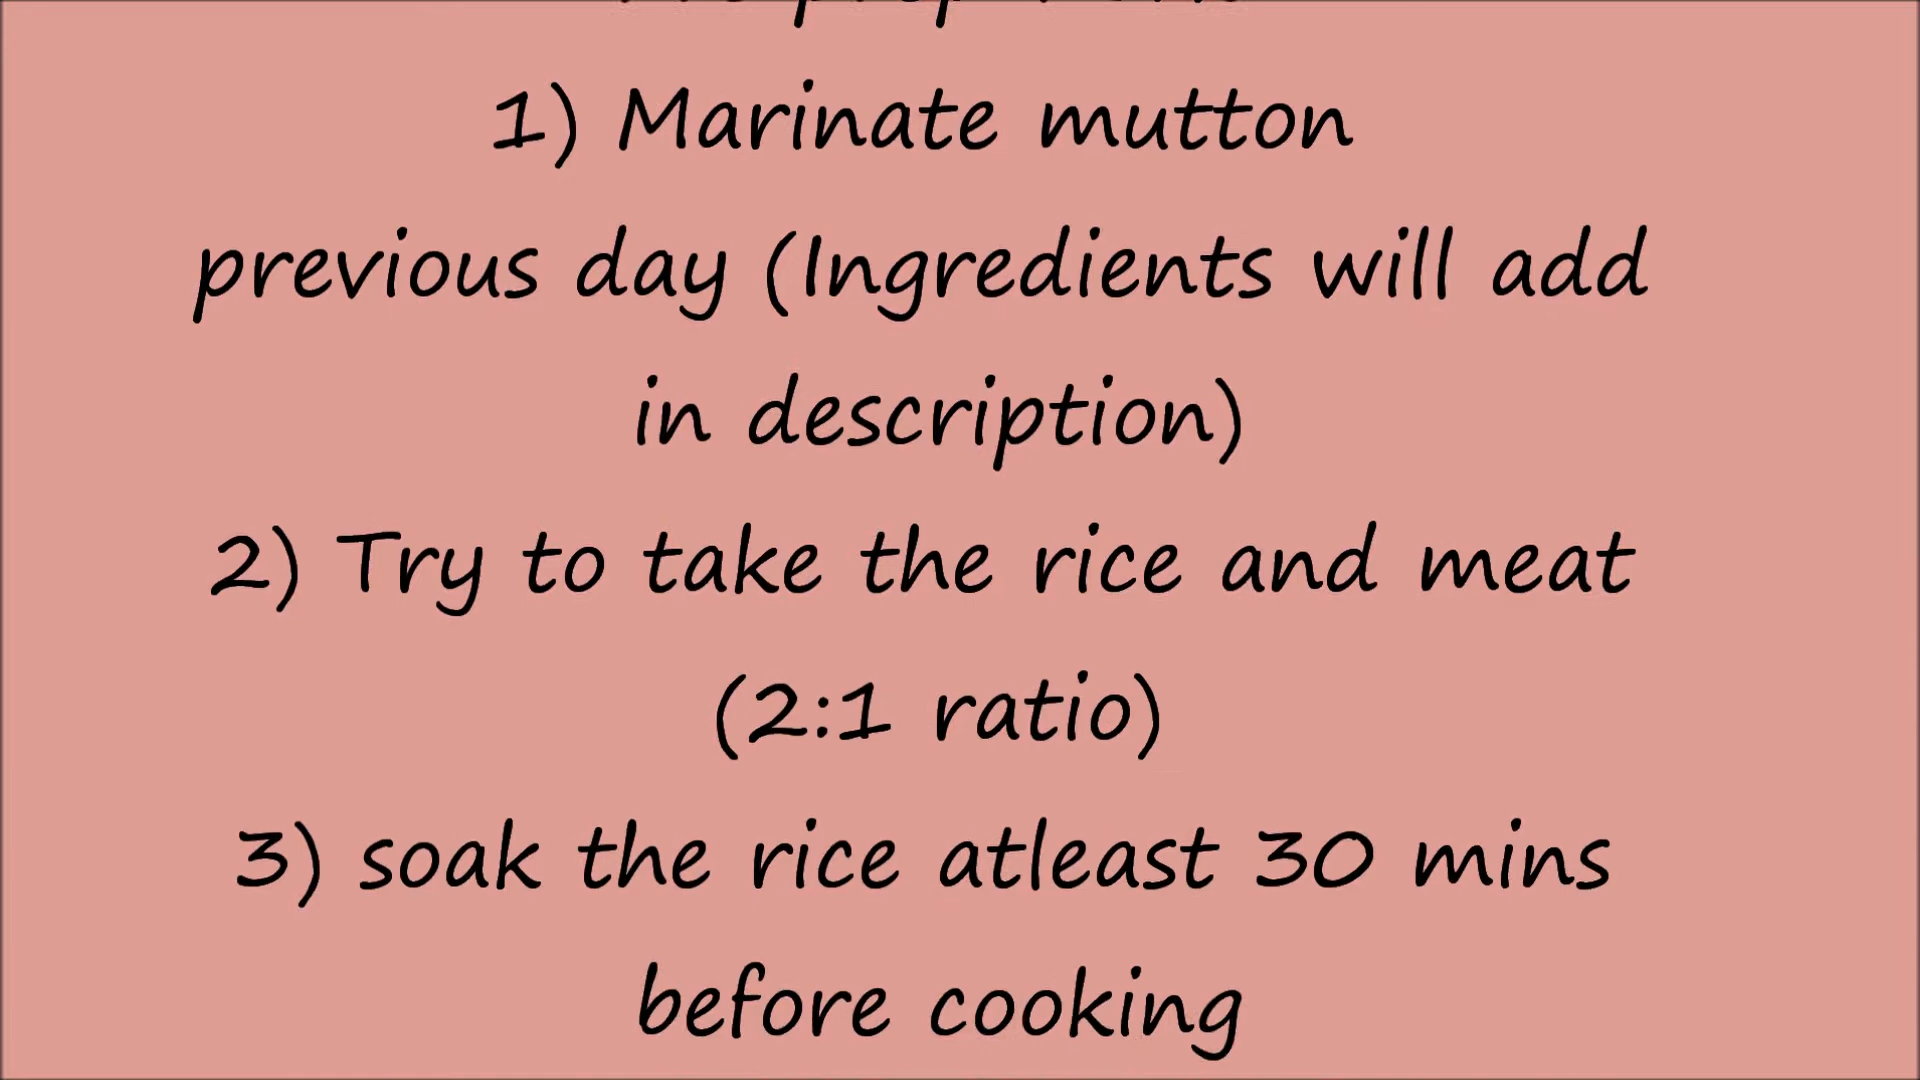 1) Marinate mutton
previous day (Ingredients will add
in description)
2) Try to take the rice and meat
(2:1 ratio)
3) soak the rice atleast 30 mins
before cooking